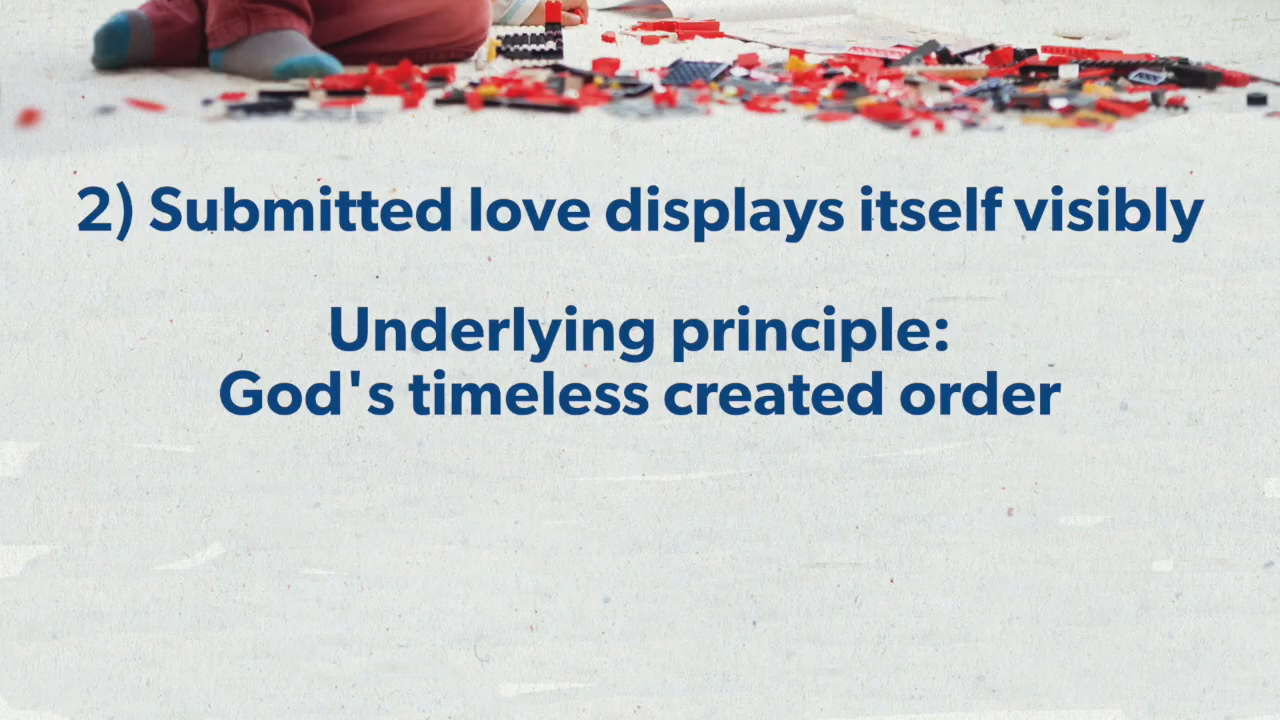 2) Submitted love displays itself visibly
Underlying principle:
God's timeless created order